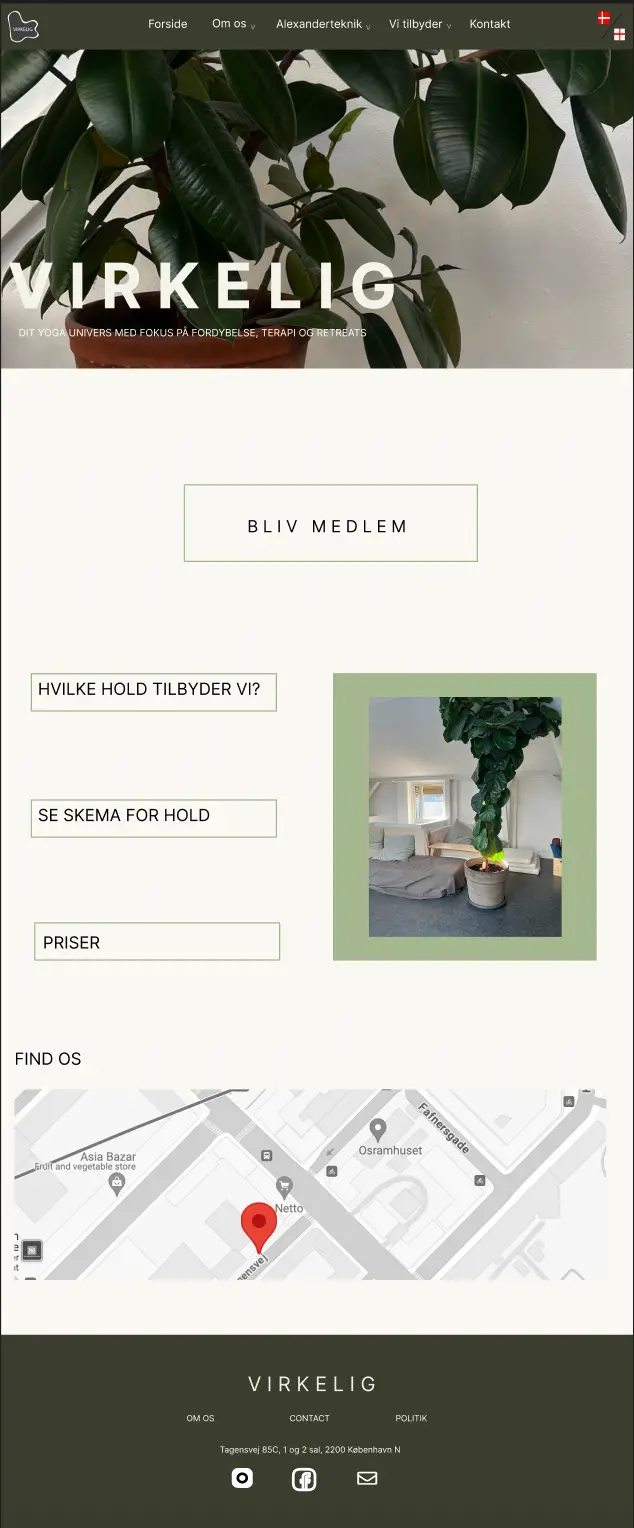 VIRKELIG
Forside
Om os
Alexanderteknik
Vi tilbyder
Kontakt
VIRKELIG
DIT YOGA UNIVERS MED FOKUS PÅ FORDYBELSE, TERAPI OG RETREATS
BLIV MEDLEM
HVILKE HOLD TILBYDER VI?
SE SKEMA FOR HOLD
PRISER
FIND OS
Fafnersgade
Osramhuset
Asia Bazar
Fruit and vegetable store
Netto
gensvej
VIRKELIG
OM OS
CONTACT
POLITIK
Tagensvej 85C, 1 og 2 sal, 2200 København N